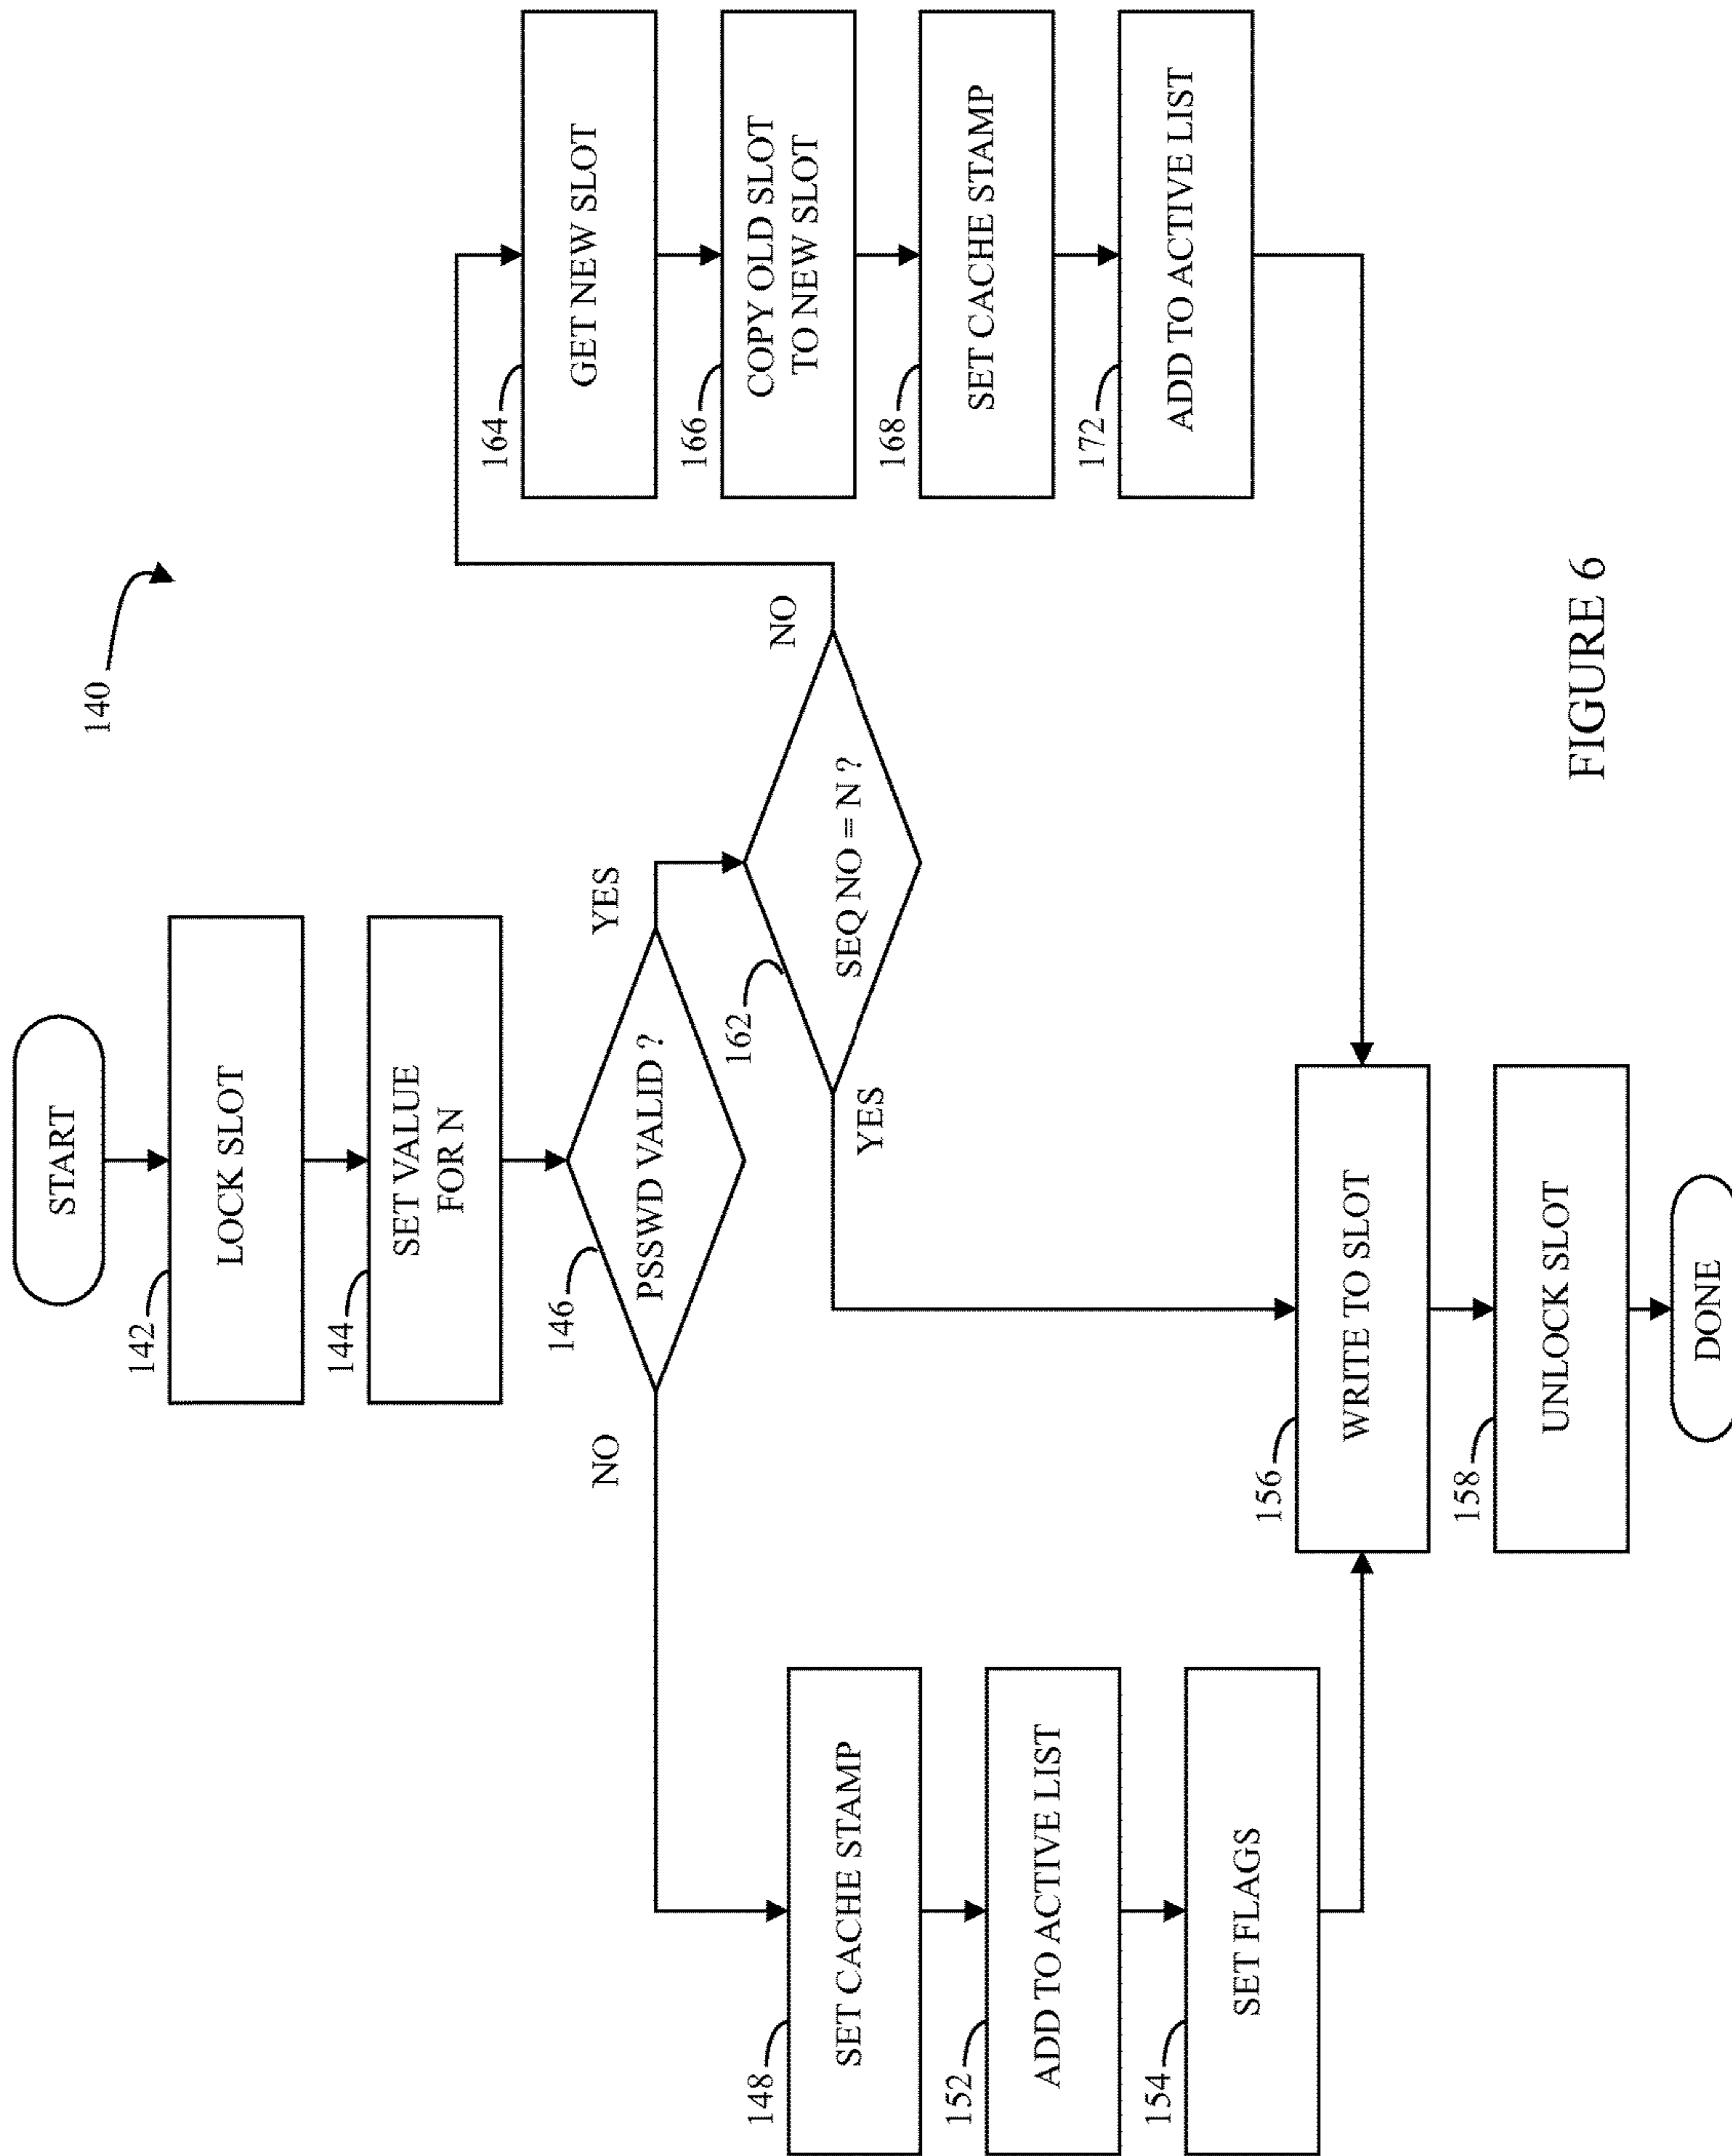 140
START
142
LOCK SLOT
144
SET VALUE
FOR N
146
PSSWD VALID ?
NO
YES
148
SET CACHE STAMP
152
ADD TO ACTIVE LIST
154
SET FLAGS
162
SEQ NO = N ?
YES
NO
164
GET NEW SLOT
166
COPY OLD SLOT
TO NEW SLOT
168
SET CACHE STAMP
172
ADD TO ACTIVE LIST
156
WRITE TO SLOT
158
UNLOCK SLOT
DONE
FIGURE 6